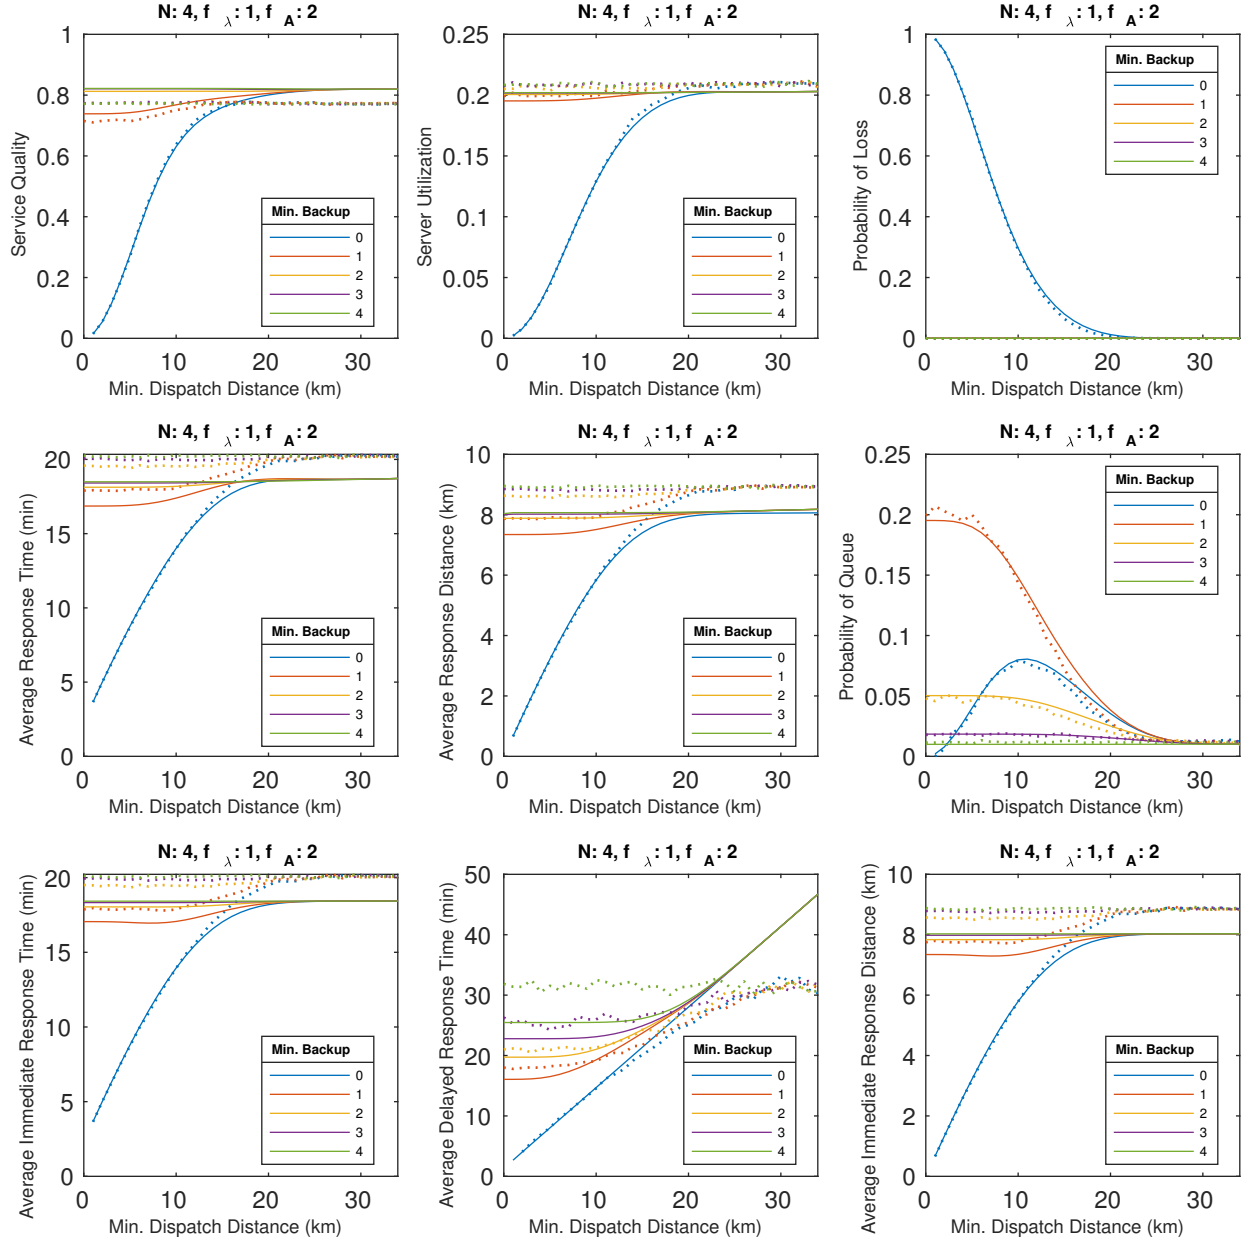 N: 4, f λ: 1, f A: 2
Service Quality
1
0.8
0.6
0.4
0.2
0
0 10 20 30
Min. Dispatch Distance (km)
Min. Backup
0
1
2
3
4
N: 4, f λ: 1, f A: 2
Server Utilization
0.25
0.2
0.15
0.1
0.05
0
0 10 20 30
Min. Dispatch Distance (km)
Min. Backup
0
1
2
3
4
N: 4, f λ: 1, f A: 2
Probability of Loss
1
0.8
0.6
0.4
0.2
0
0 10 20 30
Min. Dispatch Distance (km)
Min. Backup
0
1
2
3
4
N: 4, f λ: 1, f A: 2
Average Response Time (min)
20
15
10
5
0
0 10 20 30
Min. Dispatch Distance (km)
Min. Backup
0
1
2
3
4
N: 4, f λ: 1, f A: 2
Average Response Distance (km)
10
8
6
4
2
0
0 10 20 30
Min. Dispatch Distance (km)
Min. Backup
0
1
2
3
4
N: 4, f λ: 1, f A: 2
Probability of Queue
0.25
0.2
0.15
0.1
0.05
0
0 10 20 30
Min. Dispatch Distance (km)
Min. Backup
0
1
2
3
4
N: 4, f λ: 1, f A: 2
Average Immediate Response Time (min)
20
15
10
5
0
0 10 20 30
Min. Dispatch Distance (km)
Min. Backup
0
1
2
3
4
N: 4, f λ: 1, f A: 2
Average Delayed Response Time (min)
50
40
30
20
10
0
0 10 20 30
Min. Dispatch Distance (km)
Min. Backup
0
1
2
3
4
N: 4, f λ: 1, f A: 2
Average Immediate Response Distance (km)
10
8
6
4
2
0
0 10 20 30
Min. Dispatch Distance (km)
Min. Backup
0
1
2
3
4